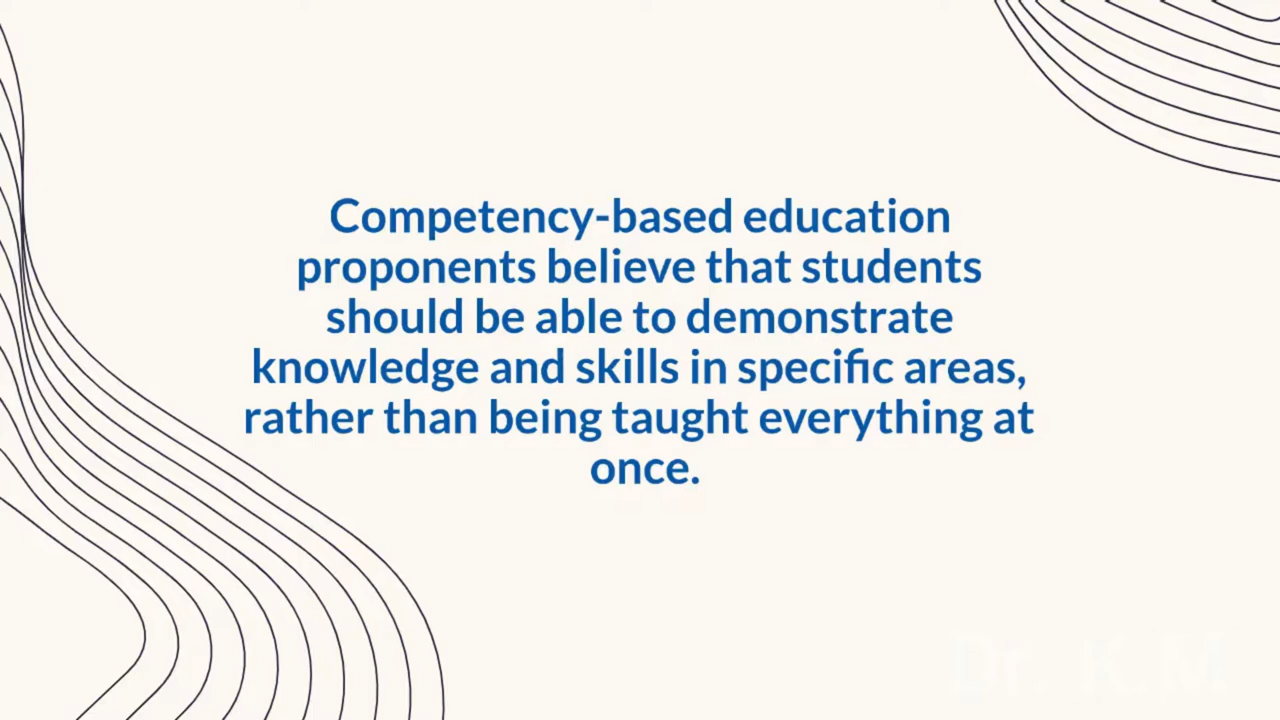 Competency-based education
proponents believe that students
should be able to demonstrate
knowledge and skills in specific areas,
rather than being taught everything at
once.
Dr. K.M